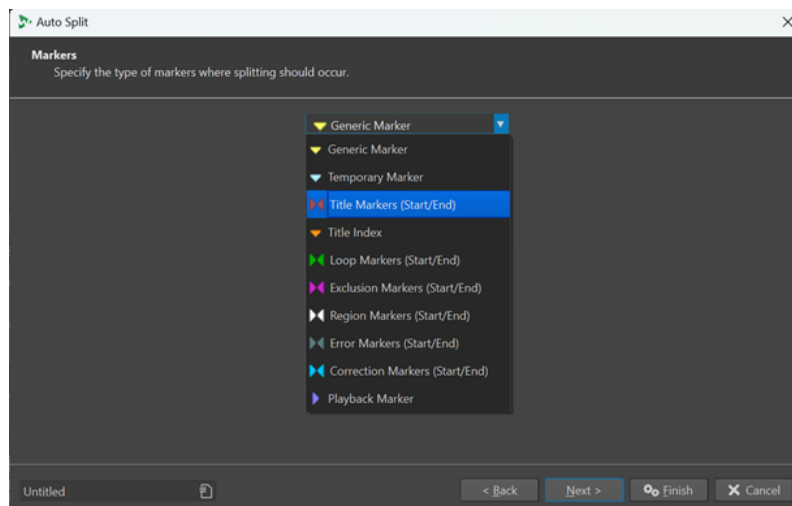 Auto Split
Markers
Specify the type of markers where splitting should occur.
Generic Marker
Generic Marker
Temporary Marker
Title Markers (Start/End)
Title Index
Loop Markers (Start/End)
Exclusion Markers (Start/End)
Region Markers (Start/End)
Error Markers (Start/End)
Correction Markers (Start/End)
Playback Marker
Untitled
< Back
Next >
Finish
Cancel